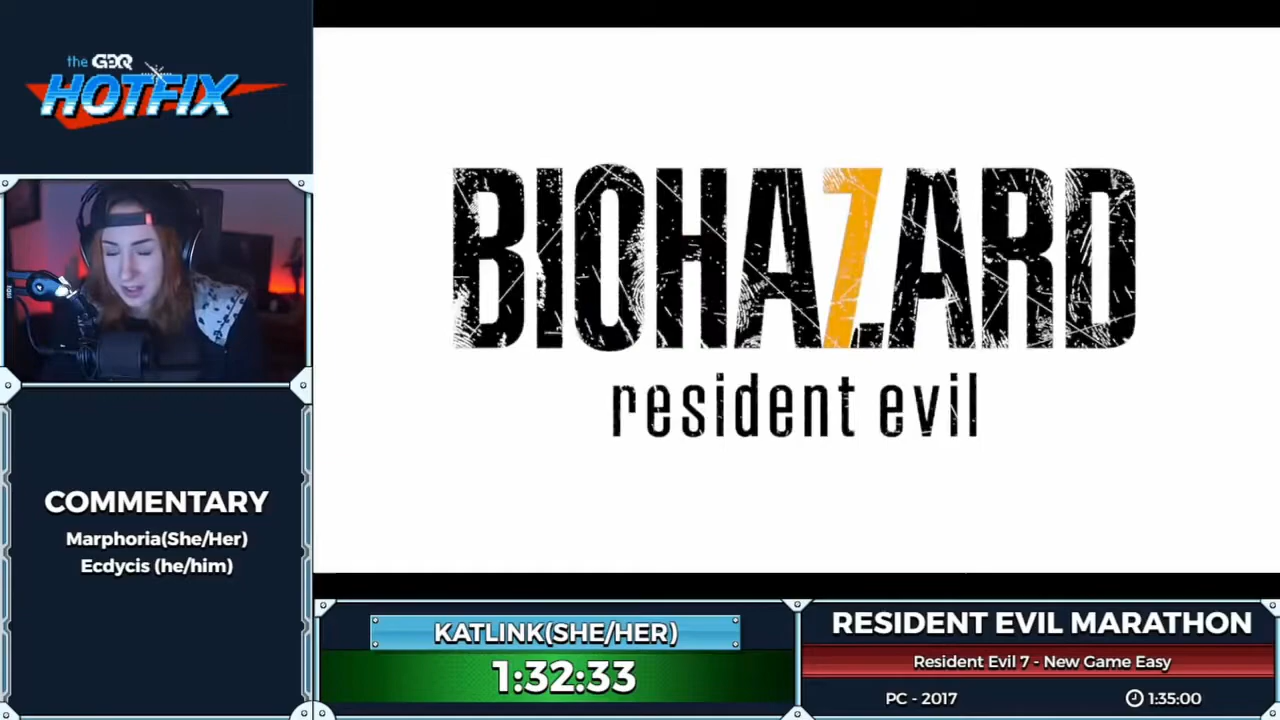 the GDQ
HOTFIX
BIOHAZARD
resident evil
COMMENTARY
Marphoria(She/Her)
Ecdycis (he/him)
KATLINK(SHE/HER)
1:32:33
RESIDENT EVIL MARATHON
Resident Evil 7 - New Game Easy
PC - 2017
1:35:00